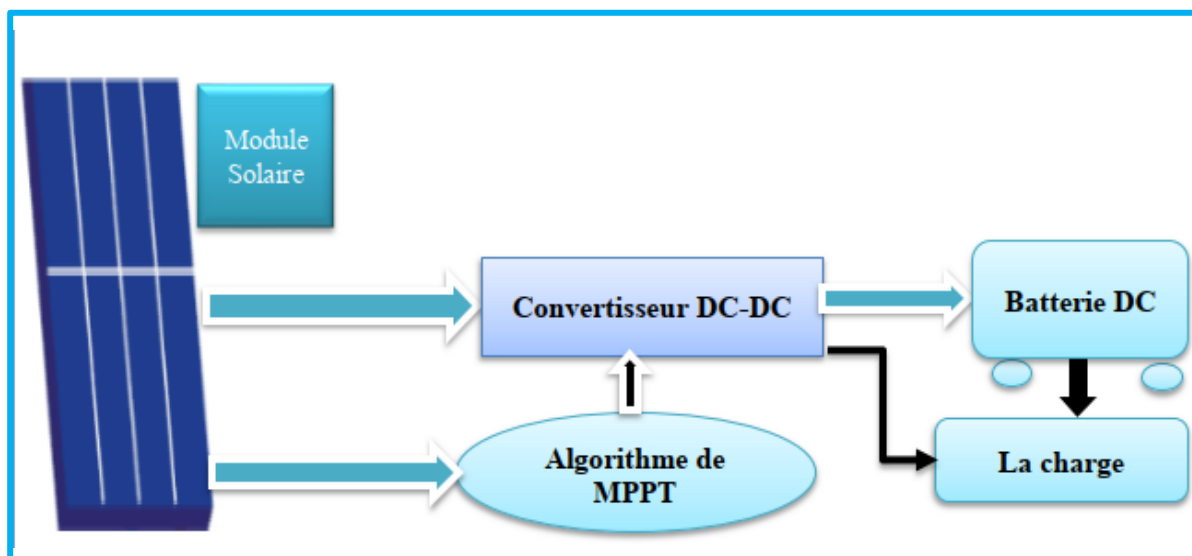 Module
Solaire
Convertisseur DC-DC
Batterie DC
Algorithme de
MPPT
La charge